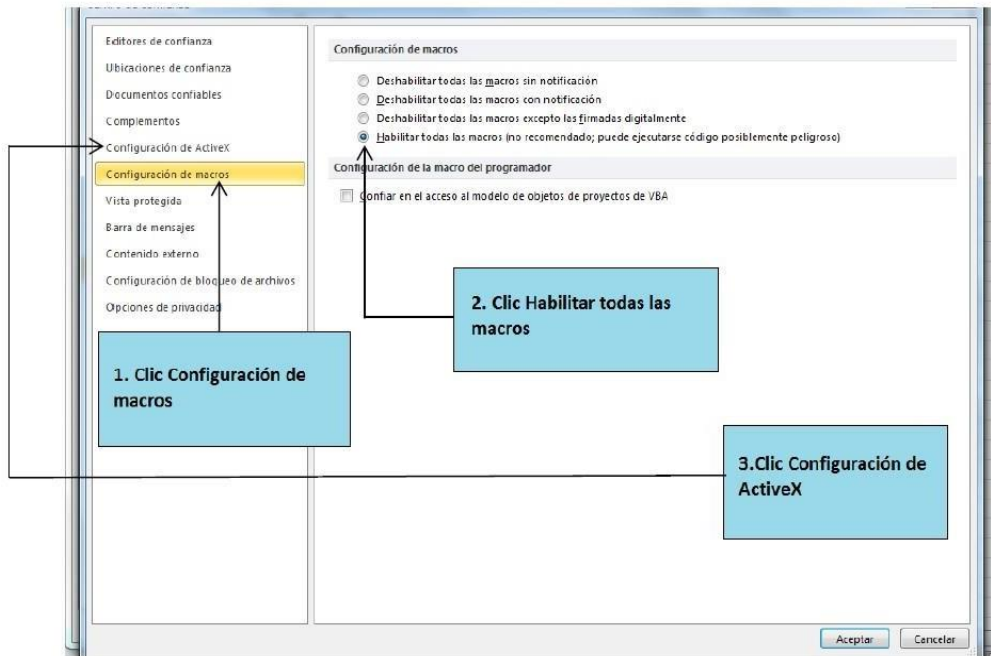 Editores de confianza
Ubicaciones de confianza
Documentos confiables
Complementos
Configuración de ActiveX
Configuración de macros
Vista protegida
Barra de mensajes
Contenido externo
Configuración de bloqueo de archivos
Opciones de privacidad
Configuración de macros
Deshabilitar todas las macros sin notificación
Deshabilitar todas las macros con notificación
Deshabilitar todas las macros excepto las firmadas digitalmente
Habilitar todas las macros (no recomendado; puede ejecutarse código posiblemente peligroso)
Configuración de la macro del programador
Confiar en el acceso al modelo de objetos de proyectos de VBA
2. Clic Habilitar todas las
macros
1. Clic Configuración de
macros
3.Clic Configuración de
ActiveX
Aceptar
Cancelar